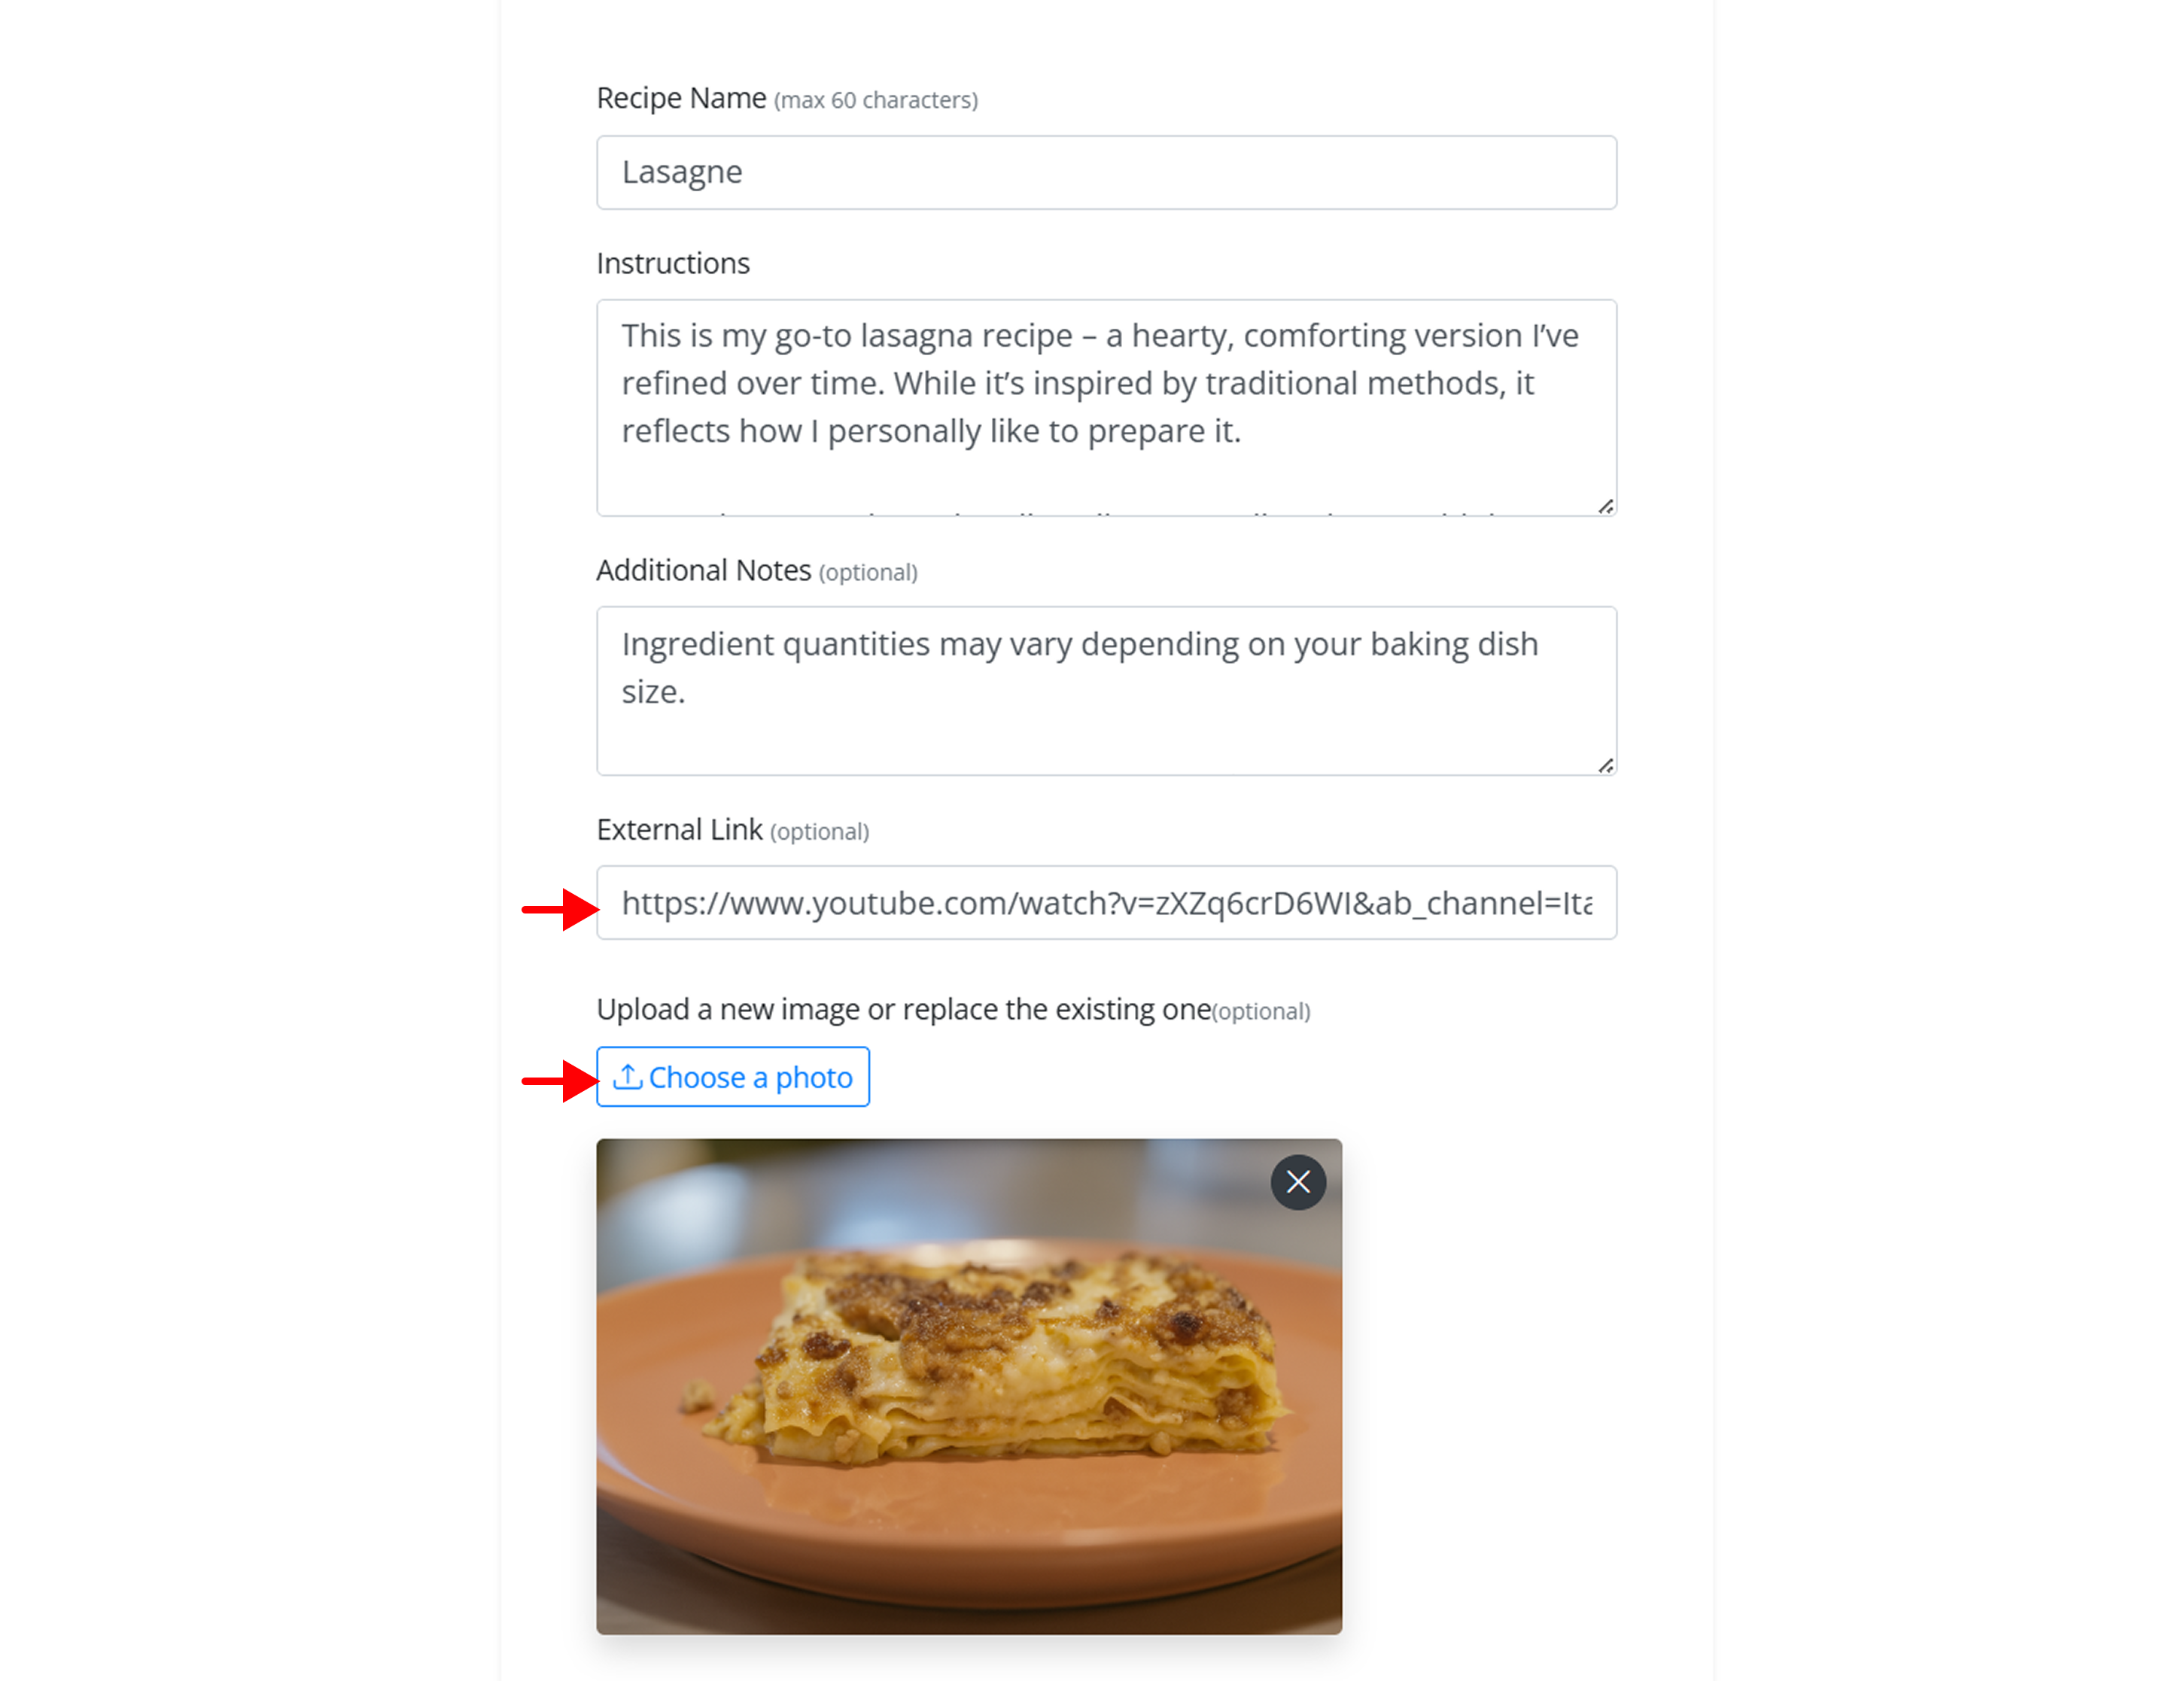 Recipe Name (max 60 characters)
Lasagne
Instructions
This is my go-to lasagna recipe – a hearty, comforting version I’ve
refined over time. While it’s inspired by traditional methods, it
reflects how I personally like to prepare it.
Additional Notes (optional)
Ingredient quantities may vary depending on your baking dish
size.
External Link (optional)
https://www.youtube.com/watch?v=zXZq6crD6WI&ab_channel=Ita
Upload a new image or replace the existing one(optional)
Choose a photo